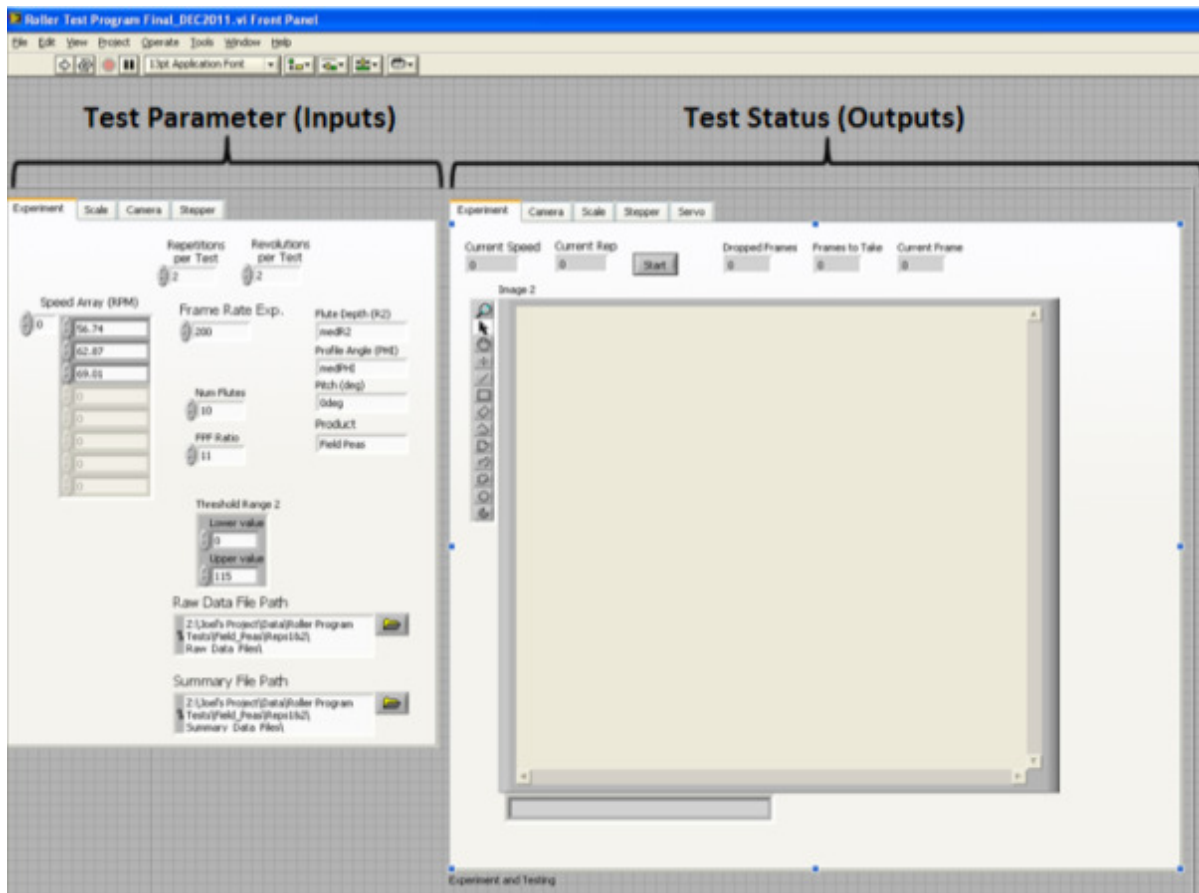 Roller Test Program Final_DEC2011.vi Front Panel
File Edit View Project Operate Tools Window Help
13pt Application Font
Test Parameter (Inputs)
Test Status (Outputs)
Experiment Scale Camera Stepper
Repetitions per Test
2
Revolutions per Test
2
Speed Array (RPM)
0
56.74
62.87
69.01
0
0
0
0
0
Frame Rate Exp.
200
Flute Depth (R2)
medR2
Profile Angle (PHI)
medPHI
Pitch (deg)
0deg
Product
Field Peas
Num Flutes
10
FPF Ratio
11
Threshold Range 2
Lower value
0
Upper value
115
Raw Data File Path
Z:\Joel's Project\Data\Roller Program
Tests\Field_Peas\Reps1&2\
Raw Data Files\
Summary File Path
Z:\Joel's Project\Data\Roller Program
Tests\Field_Peas\Reps1&2\
Summary Data Files\
Experiment Camera Scale Stepper Servo
Current Speed
0
Current Rep
0
Start
Dropped Frames
0
Frames to Take
0
Current Frame
0
Image 2
Experiment and Testing